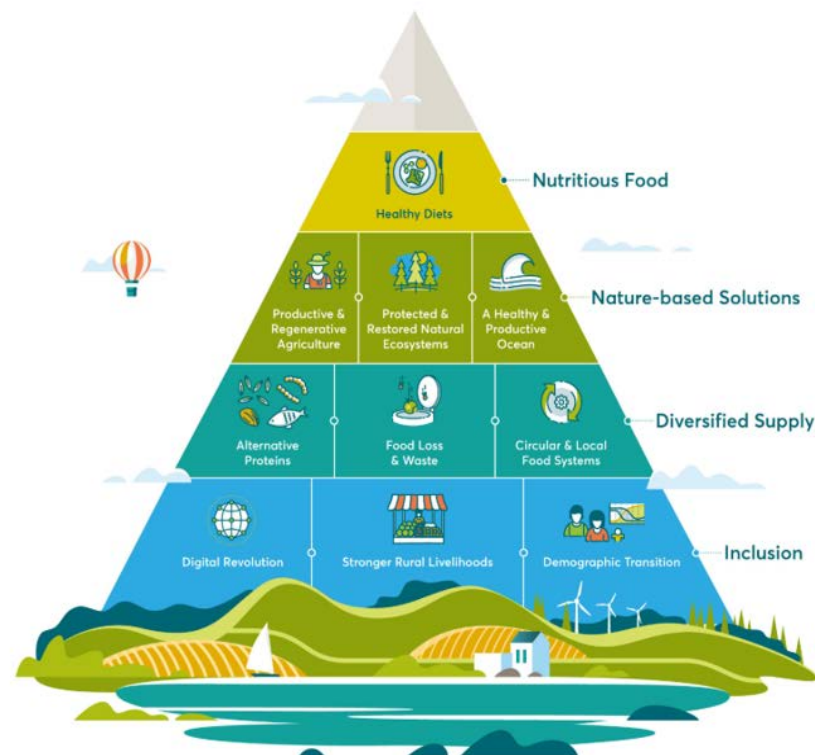 Nutritious Food
Healthy Diets
Nature-based Solutions
Productive &
Regenerative
Agriculture
Protected &
Restored Natural
Ecosystems
A Healthy &
Productive
Ocean
Diversified Supply
Alternative
Proteins
Food Loss
& Waste
Circular & Local
Food Systems
Inclusion
Digital Revolution
Stronger Rural Livelihoods
Demographic Transition